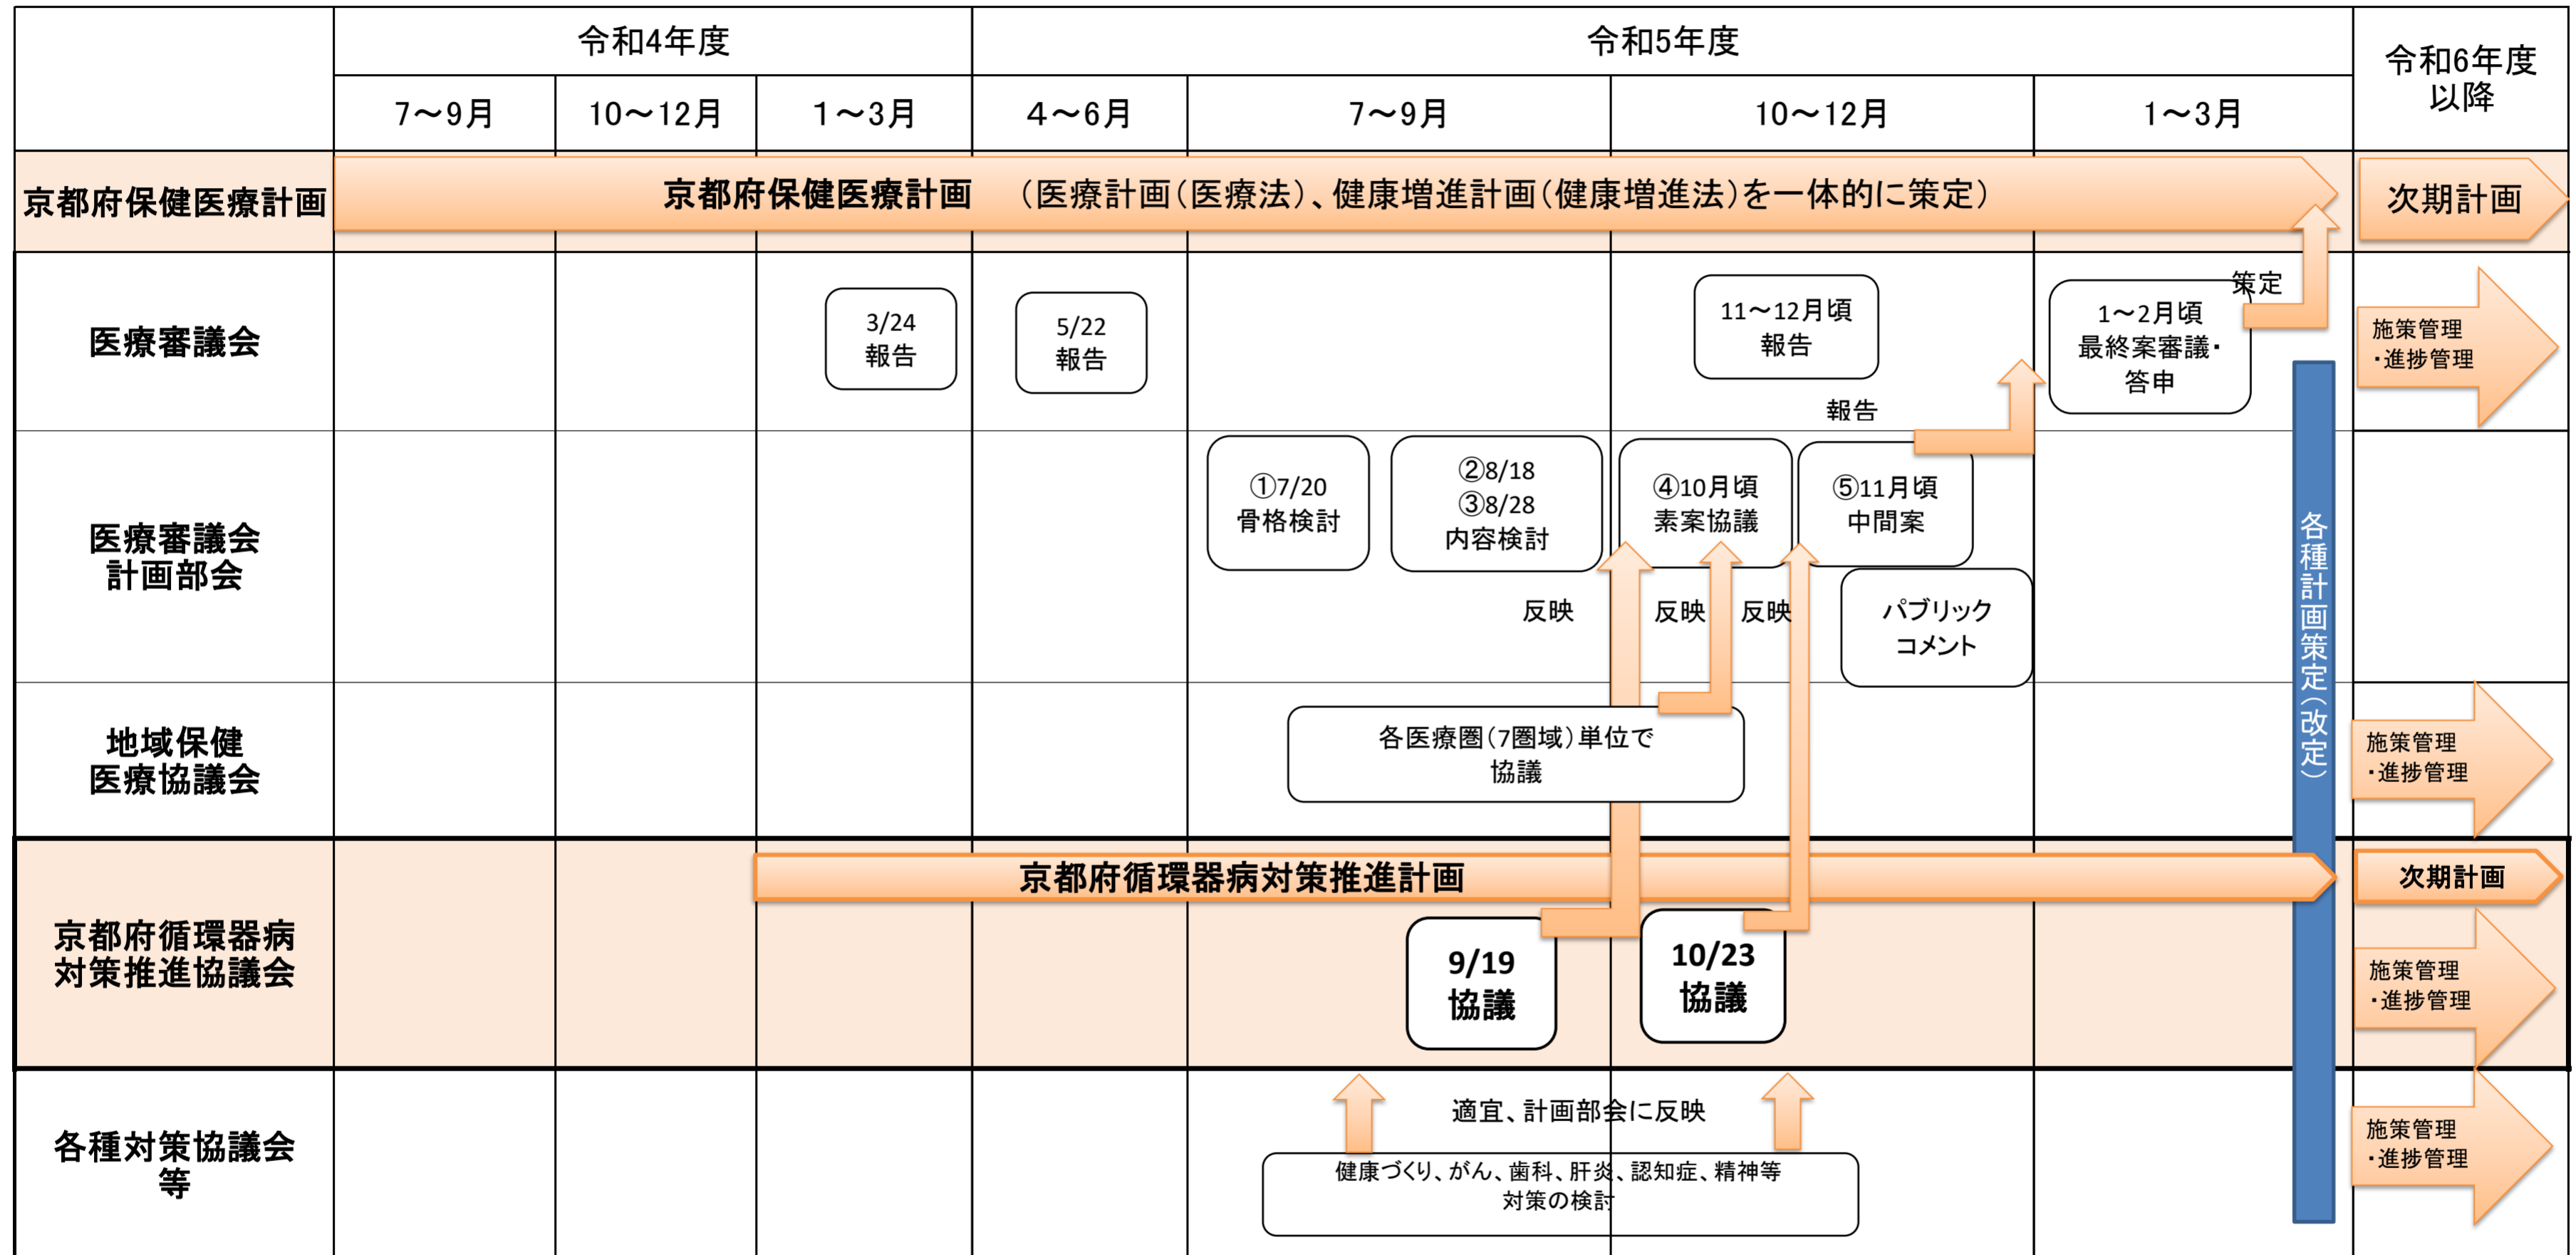 令和4年度
令和5年度
令和6年度
以降
7～9月
10～12月
1～3月
4～6月
7～9月
10～12月
1～3月
京都府保健医療計画
京都府保健医療計画　（医療計画（医療法）、健康増進計画（健康増進法）を一体的に策定）
次期計画
医療審議会
3/24
報告
5/22
報告
11～12月頃
報告
報告
1～2月頃
最終案審議・
答申
策定
施策管理
・進捗管理
医療審議会
計画部会
①7/20
骨格検討
②8/18
③8/28
内容検討
④10月頃
素案協議
⑤11月頃
中間案
反映
反映
反映
パブリック
コメント
各種計画策定（改定）
地域保健
医療協議会
各医療圏（7圏域）単位で
協議
施策管理
・進捗管理
京都府循環器病
対策推進協議会
京都府循環器病対策推進計画
次期計画
9/19
協議
10/23
協議
施策管理
・進捗管理
各種対策協議会
等
適宜、計画部会に反映
健康づくり、がん、歯科、肝炎、認知症、精神等
対策の検討
施策管理
・進捗管理